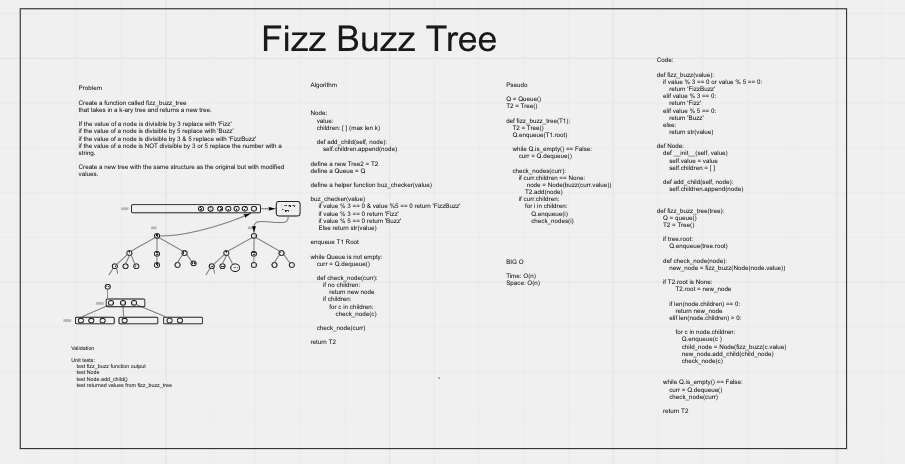 Fizz Buzz Tree
Problem
Create a function called fizz_buzz_tree
that takes in a k-ary tree and returns a new tree.
If the value of a node is divisible by 3 replace with 'Fizz'
if the value of a node is divisible by 5 replace with 'Buzz'
if the value of a node is divisible by 3 & 5 replace with 'FizzBuzz'
if the value of a node is NOT divisible by 3 or 5 replace the number with a
string.
Create a new tree with the same structure as the original but with modified
values.
Validation
Unit tests:
test fizz_buzz function output
test Node
test Node.add_child()
test returned values from fizz_buzz_tree
Algorithm
Node:
value:
children: [ ] (max len k)
def add_child(self, node):
self.children.append(node)
define a new Tree2 = T2
define a Queue = Q
define a helper function buz_checker(value)
buz_checker(value)
if value % 3 == 0 & value %5 == 0 return 'FizzBuzz'
if value % 3 == 0 return 'Fizz'
if value % 5 == 0 return 'Buzz'
Else return str(value)
enqueue T1 Root
while Queue is not empty:
curr = Q.dequeue()
def check_node(curr):
if no children:
return new node
if children:
for c in children:
check_node(c)
check_node(curr)
return T2
Pseudo
Q = Queue()
T2 = Tree()
def fizz_buzz_tree(T1):
T2 = Tree()
Q.enqueue(T1.root)
while Q.is_empty() == False:
curr = Q.dequeue()
check_nodes(curr):
if curr.children == None:
node = Node(buzz(curr.value))
T2.add(node)
if curr.children:
for i in children:
Q.enqueue(i)
check_nodes(i)
BIG O
Time: O(n)
Space: O(n)
Code:
def fizz_buzz(value):
if value % 3 == 0 or value % 5 == 0:
return 'FizzBuzz'
elif value % 3 == 0:
return 'Fizz'
elif value % 5 == 0:
return 'Buzz'
else:
return str(value)
def Node:
def __init__(self, value)
self.value = value
self.children = [ ]
def add_child(self, node):
self.children.append(node)
def fizz_buzz_tree(tree):
Q = queue()
T2 = Tree()
if tree.root:
Q.enqueue(tree.root)
def check_node(node):
new_node = fizz_buzz(Node(node.value))
if T2.root is None:
T2.root = new_node
if len(node.children) == 0:
return new_node
elif len(node.children) > 0:
for c in node.children:
Q.enqueue(c )
child_node = Node(fizz_buzz(c.value)
new_node.add_child(child_node)
check_node(c)
while Q.is_empty() == False:
curr = Q.dequeue()
check_node(curr)
return T2